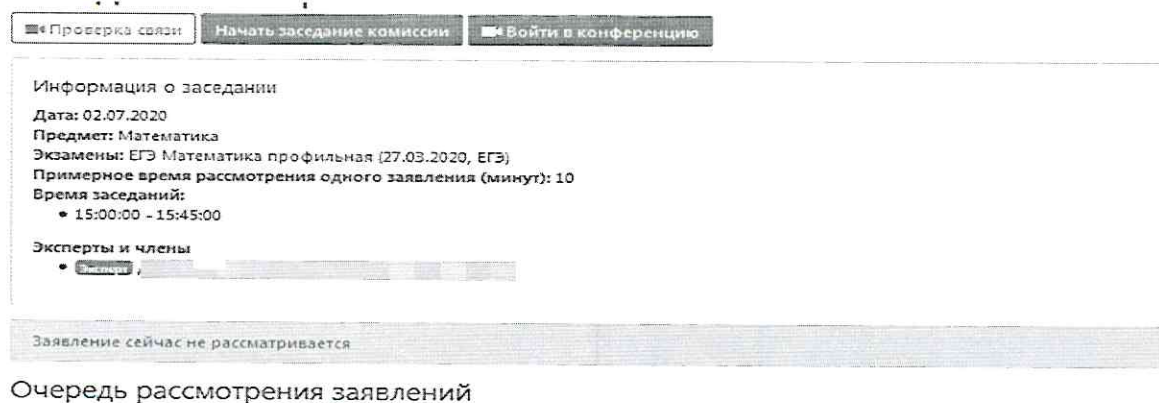 Проверка связи Начать заседание комиссии Войти в конференцию
Информация о заседании
Дата: 02.07.2020
Предмет: Математика
Экзамены: ЕГЭ Математика профильная (27.03.2020, ЕГЭ)
Примерное время рассмотрения одного заявления (минут): 10
Время заседаний:
• 15:00:00 - 15:45:00
Эксперты и члены
• Эксперт
Заявление сейчас не рассматривается
Очередь рассмотрения заявлений